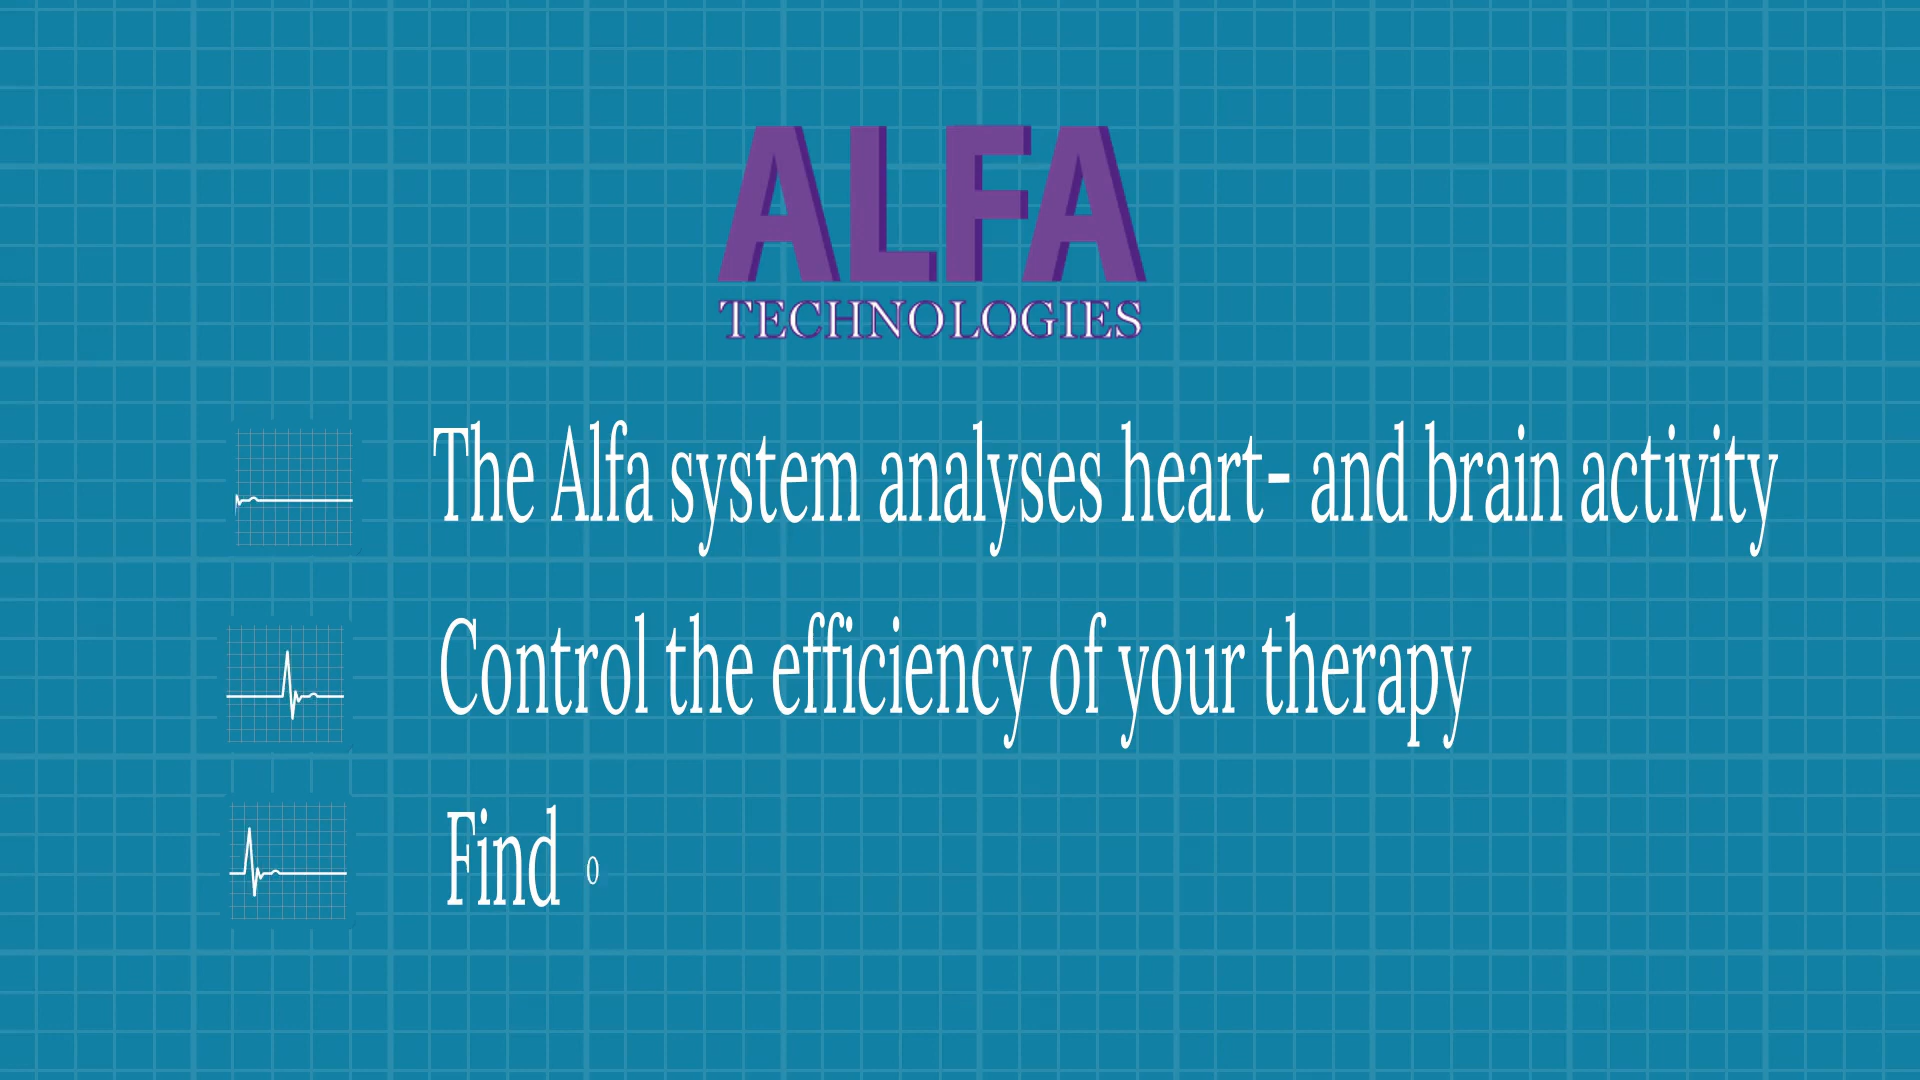 ALFA
TECHNOLOGIES
The Alfa system analyses heart- and brain activity
Control the efficiency of your therapy
Find o